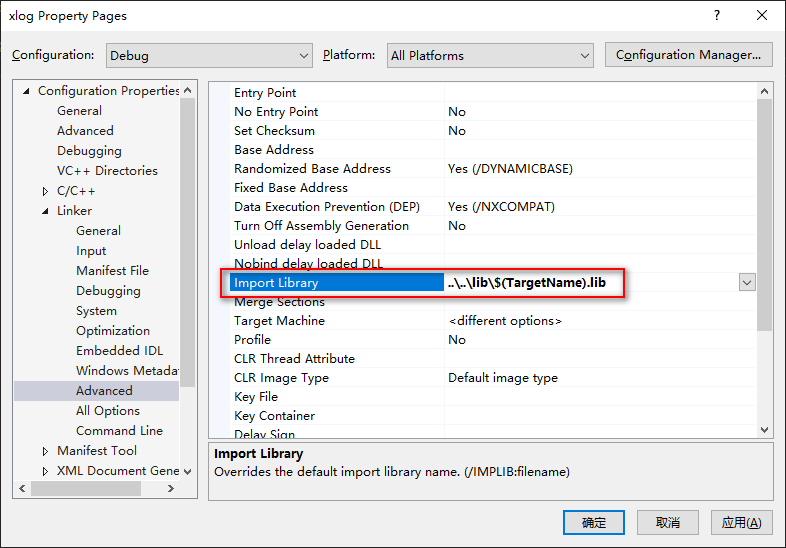 xlog Property Pages
Configuration: Debug Platform: All Platforms Configuration Manager...
Configuration Properties
General
Advanced
Debugging
VC++ Directories
C/C++
Linker
General
Input
Manifest File
Debugging
System
Optimization
Embedded IDL
Windows Metada
Advanced
All Options
Command Line
Manifest Tool
XML Document Gene
Entry Point
No Entry Point No
Set Checksum No
Base Address
Randomized Base Address Yes (/DYNAMICBASE)
Fixed Base Address
Data Execution Prevention (DEP) Yes (/NXCOMPAT)
Turn Off Assembly Generation No
Unload delay loaded DLL
Nobind delay loaded DLL
Import Library ..\..\lib\$(TargetName).lib
Merge Sections
Target Machine <different options>
Profile No
CLR Thread Attribute
CLR Image Type Default image type
Key File
Key Container
Delay Sign
Import Library
Overrides the default import library name. (/IMPLIB:filename)
确定 取消 应用(A)